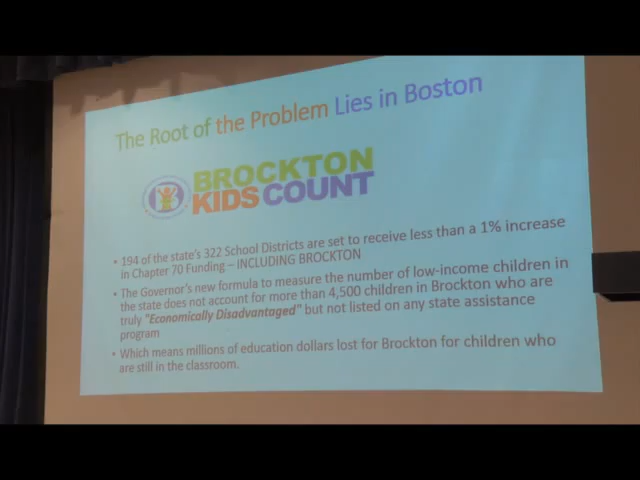 The Root of the Problem Lies in Boston
BROCKTON
KIDS COUNT
• 194 of the state's 322 School Districts are set to receive less than a 1% increase
in Chapter 70 Funding – INCLUDING BROCKTON
• The Governor's new formula to measure the number of low-income children in
the state does not account for more than 4,500 children in Brockton who are
truly "Economically Disadvantaged" but not listed on any state assistance
program
• Which means millions of education dollars lost for Brockton for children who
are still in the classroom.